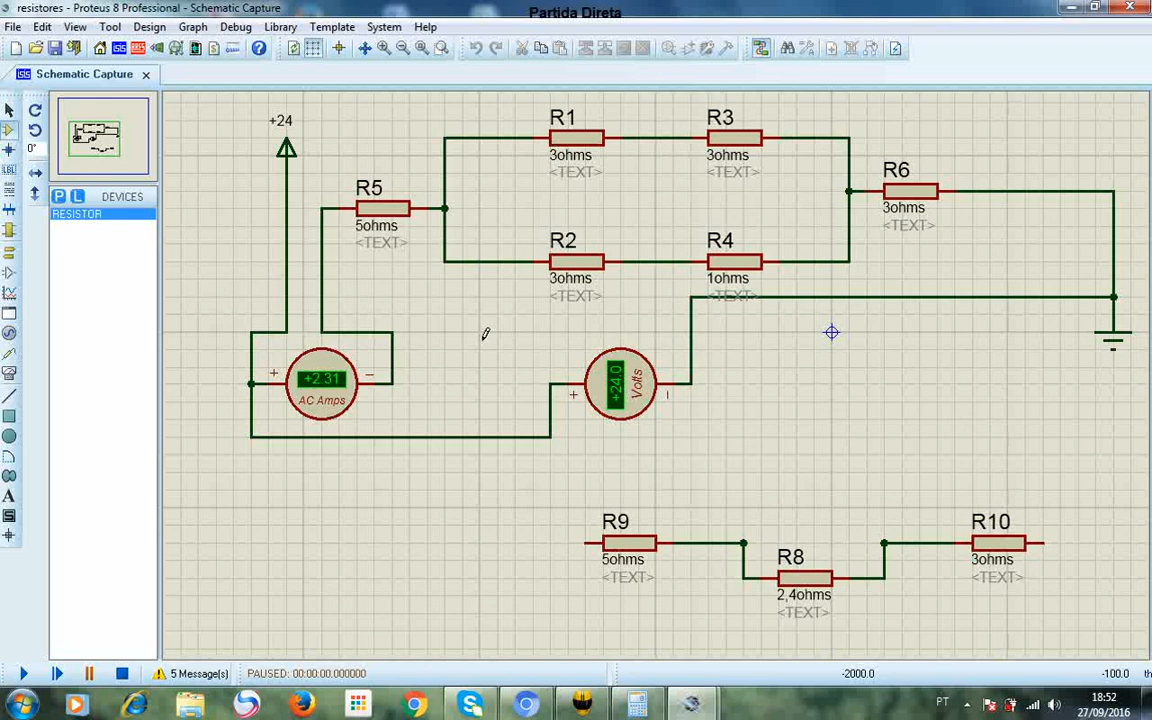 resistores - Proteus 8 Professional - Schematic Capture
Partida Direta
File Edit View Tool Design Graph Debug Library Template System Help
Schematic Capture
0°
P L DEVICES
RESISTOR
+24
R1
3ohms
<TEXT>
R3
3ohms
<TEXT>
R5
5ohms
<TEXT>
R6
3ohms
<TEXT>
R2
3ohms
<TEXT>
R4
1ohms
<TEXT>
+2.31
AC Amps
+24.0
Volts
R9
5ohms
<TEXT>
R8
2,4ohms
<TEXT>
R10
3ohms
<TEXT>
5 Message(s)
PAUSED: 00:00:00.000000
-2000.0
-100.0
th
PT
18:52
27/09/2016